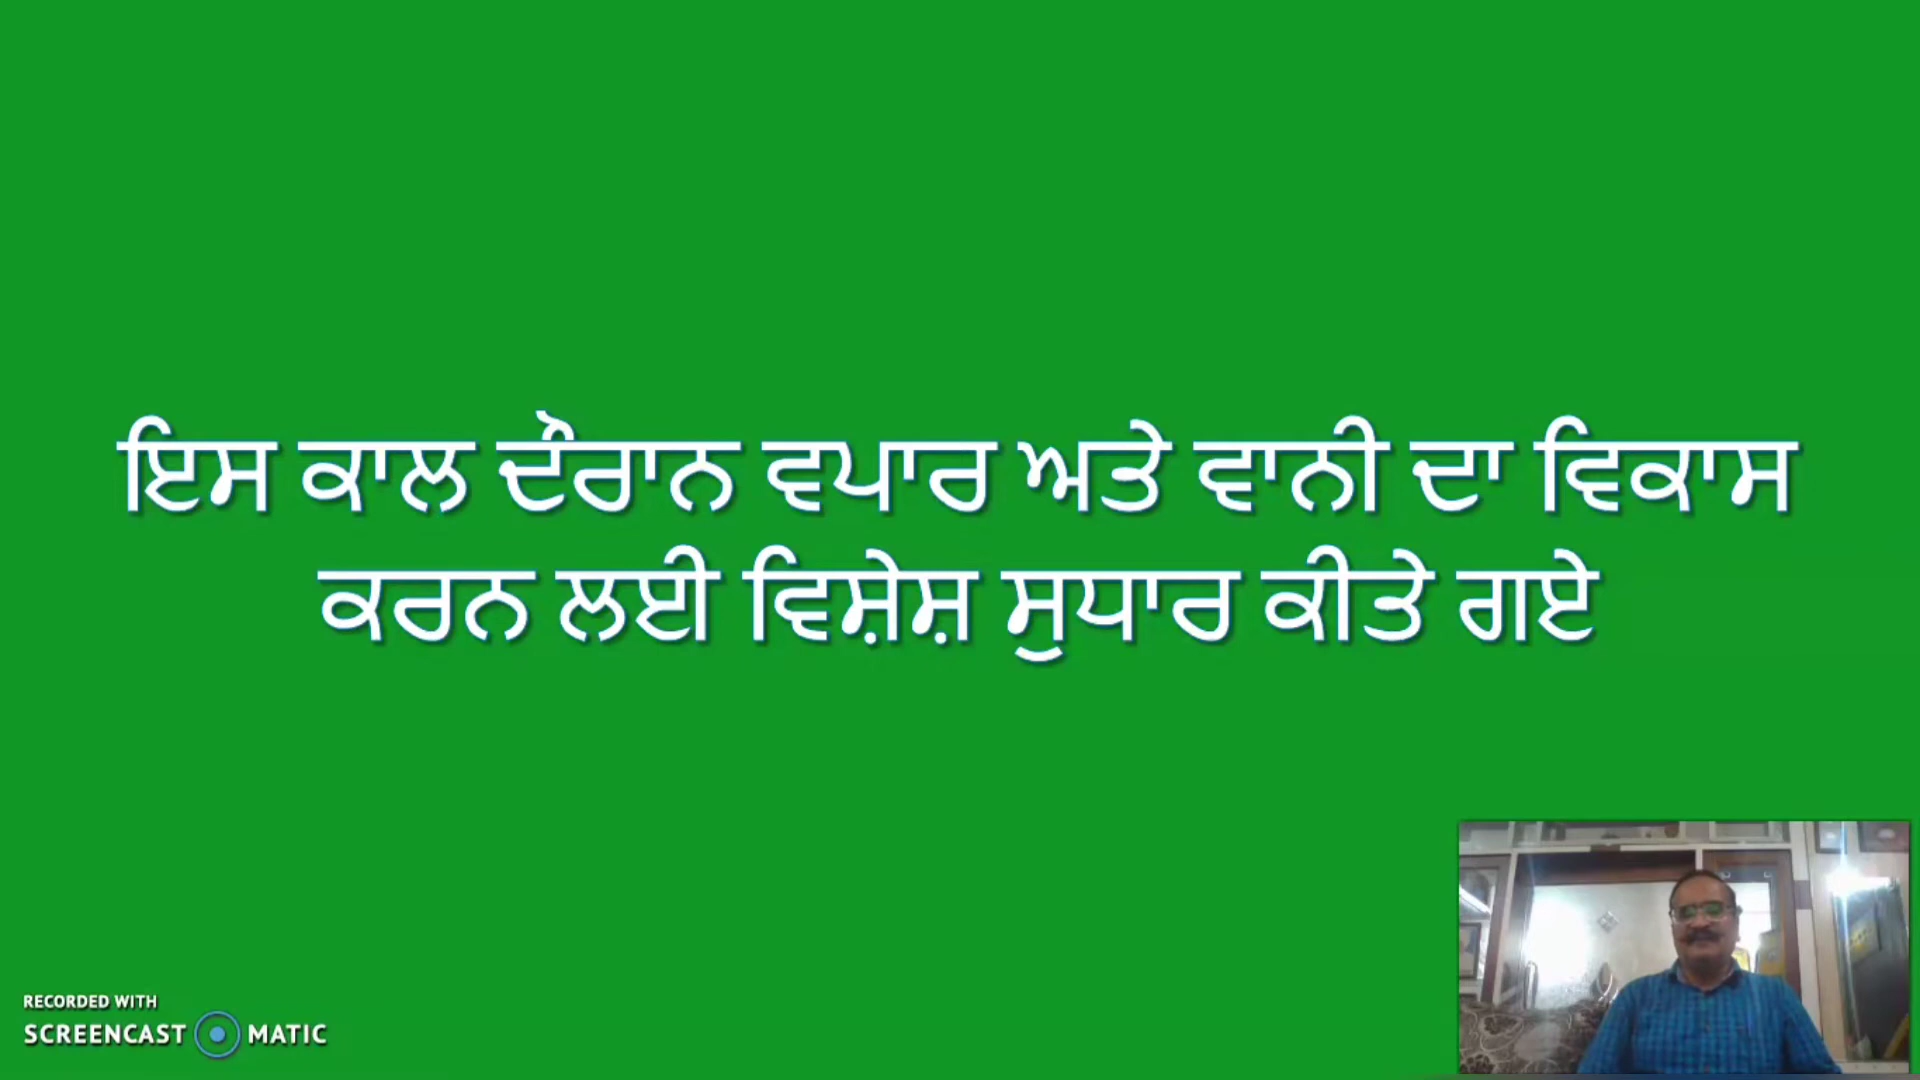 ਇਸ ਕਾਲ ਦੌਰਾਨ ਵਪਾਰ ਅਤੇ ਵਾਨੀ ਦਾ ਵਿਕਾਸ
ਕਰਨ ਲਈ ਵਿਸ਼ੇਸ਼ ਸੁਧਾਰ ਕੀਤੇ ਗਏ
RECORDED WITH
SCREENCAST MATIC